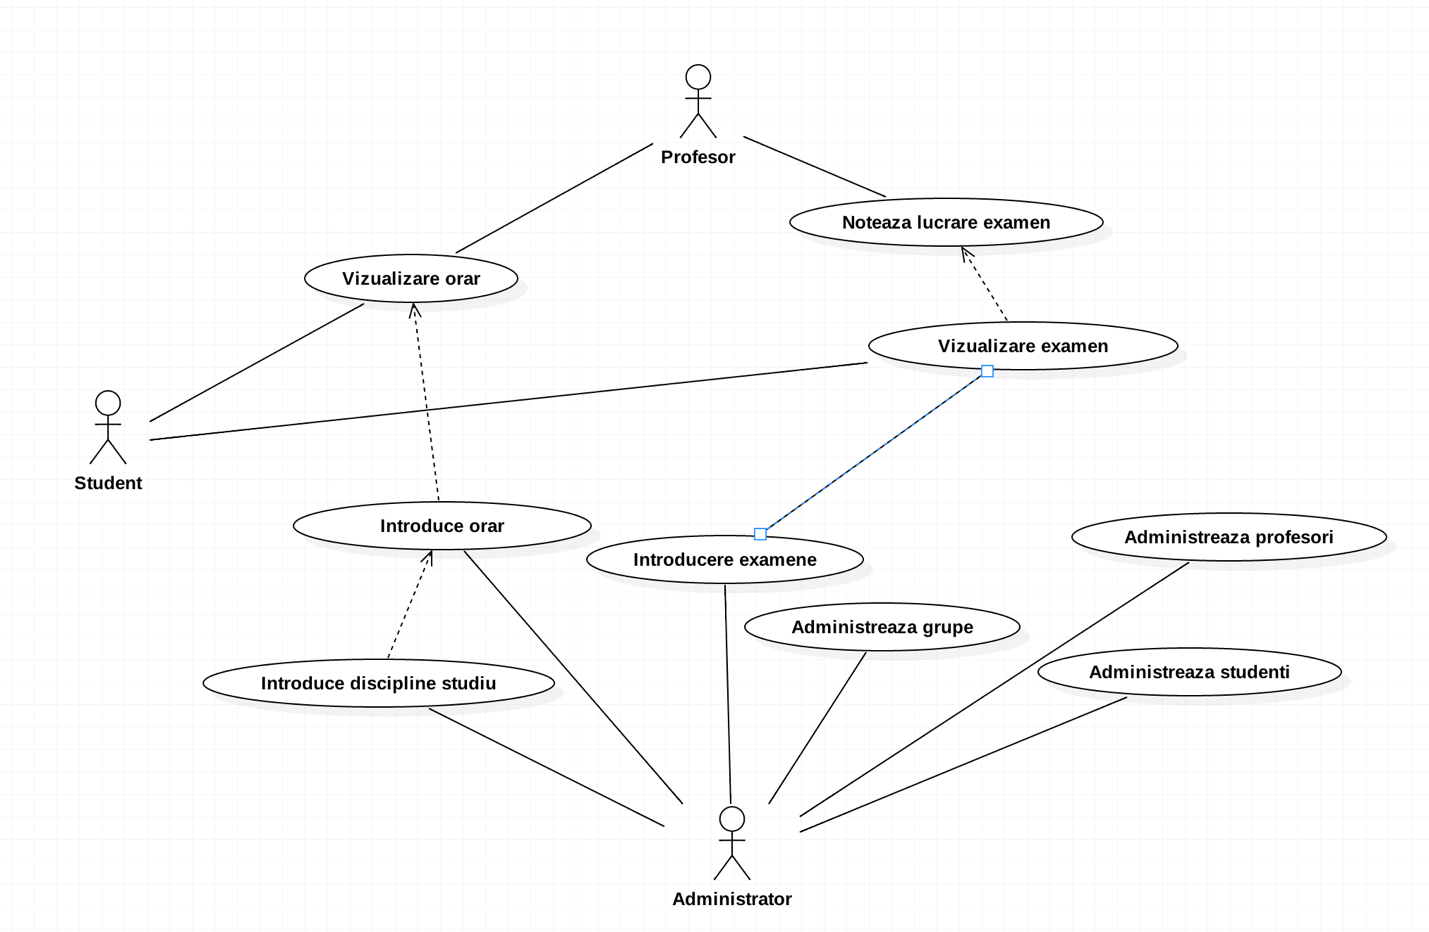 Profesor
Noteaza lucrare examen
Vizualizare orar
Vizualizare examen
Student
Introduce orar
Introducere examene
Administreaza profesori
Administreaza grupe
Administreaza studenti
Introduce discipline studiu
Administrator